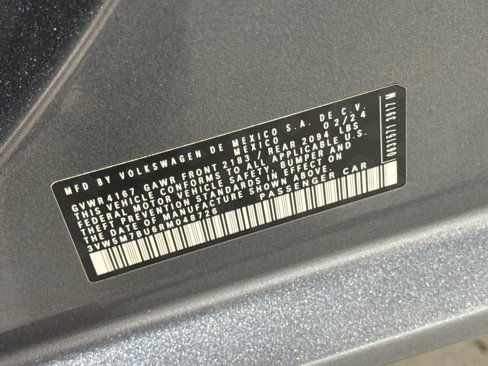 MFD BY VOLKSWAGEN DE MEXICO S.A. DE C.V.
MEXICO 02/24
GVWR 4167 GAWR FRONT 2183 / REAR 2094 LBS
THIS VEHICLE CONFORMS TO ALL APPLICABLE U.S.
FEDERAL MOTOR VEHICLE SAFETY, BUMPER AND
THEFT PREVENTION STANDARDS IN EFFECT ON
THE DATE OF MANUFACTURE SHOWN ABOVE.
3VW5M7BU6RM048726 PASSENGER CAR